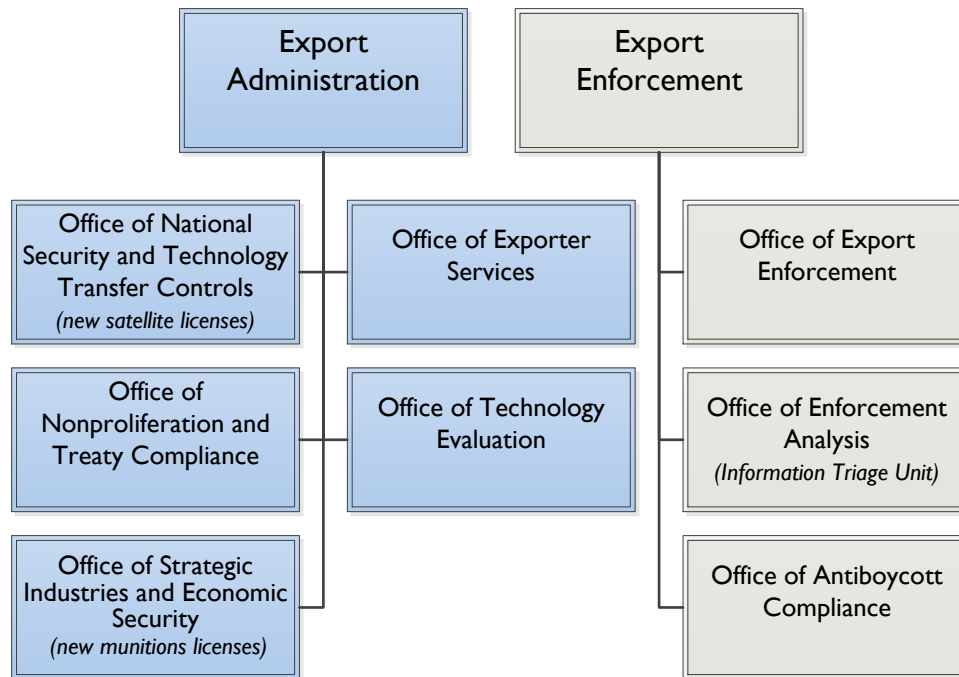 Export
Administration
Export
Enforcement
Office of National
Security and Technology
Transfer Controls
(new satellite licenses)
Office of Exporter
Services
Office of Export
Enforcement
Office of
Nonproliferation and
Treaty Compliance
Office of Technology
Evaluation
Office of Enforcement
Analysis
(Information Triage Unit)
Office of Strategic
Industries and Economic
Security
(new munitions licenses)
Office of Antiboycott
Compliance